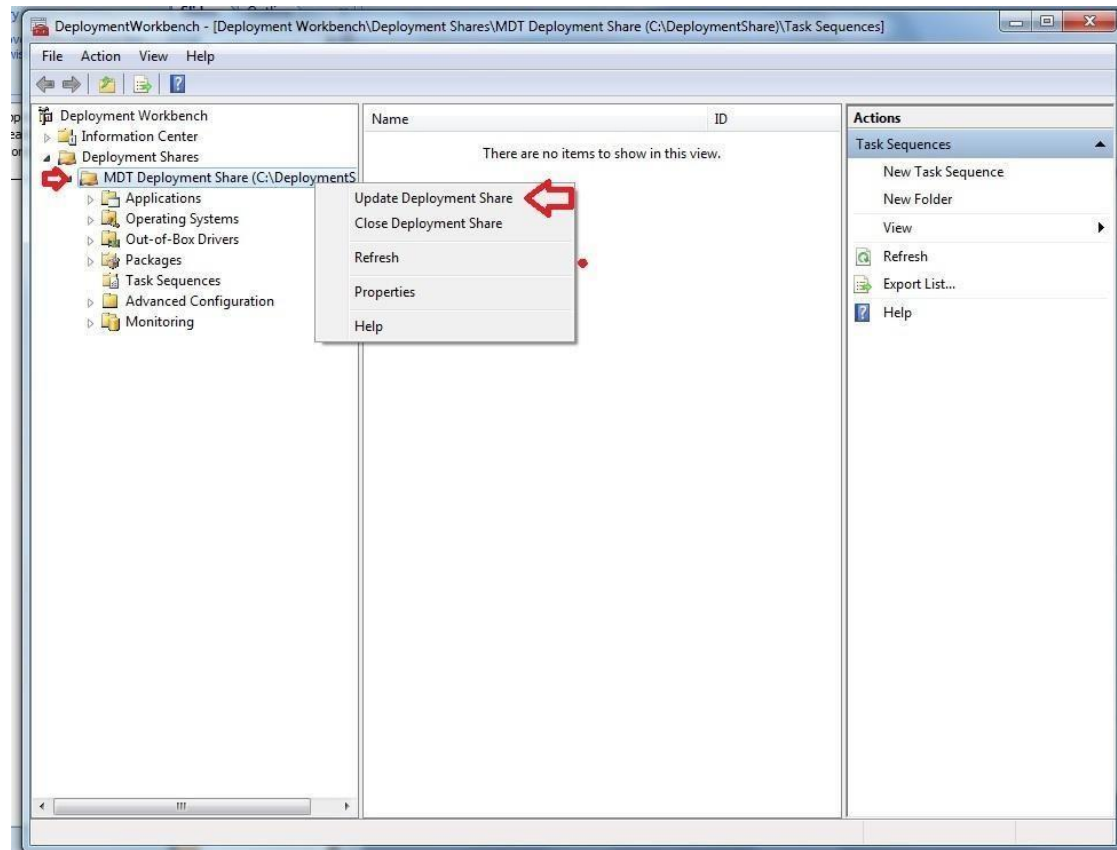 DeploymentWorkbench - [Deployment Workbench\Deployment Shares\MDT Deployment Share (C:\DeploymentShare)\Task Sequences]
File Action View Help
Deployment Workbench
Information Center
Deployment Shares
MDT Deployment Share (C:\DeploymentS
Applications
Operating Systems
Out-of-Box Drivers
Packages
Task Sequences
Advanced Configuration
Monitoring
Update Deployment Share
Close Deployment Share
Refresh
Properties
Help
Name ID
There are no items to show in this view.
Actions
Task Sequences
New Task Sequence
New Folder
View
Refresh
Export List...
Help